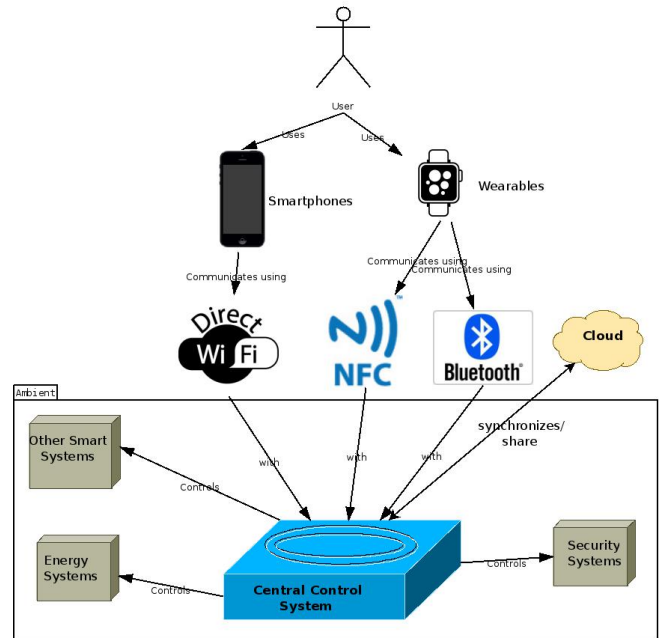 User
Uses
Uses
Smartphones
Wearables
Communicates using
Communicates using
Communicates using
Direct
Wi Fi
™
NFC
Bluetooth®
Cloud
Ambient
Other Smart
Systems
synchronizes/
share
with
with
with
Controls
Energy
Systems
Security
Systems
Controls
Controls
Central Control
System